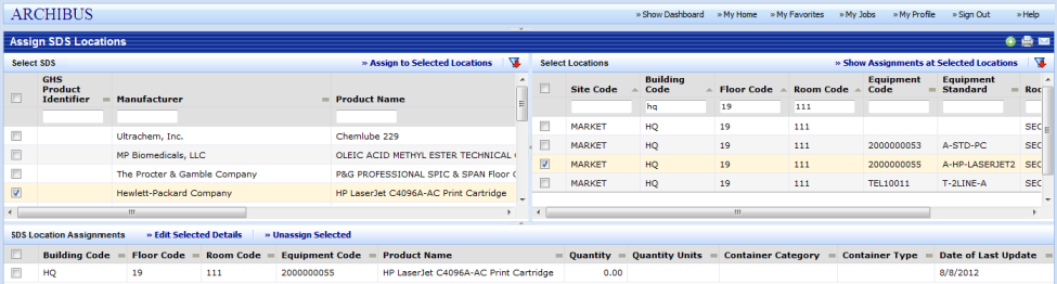 ARCHIBUS » Show Dashboard » My Home » My Favorites » My Jobs » My Profile » Sign Out » Help
Assign SDS Locations
Select SDS » Assign to Selected Locations
GHS Product Identifier Manufacturer Product Name
Ultrachem, Inc. Chemlube 229
MP Biomedicals, LLC OLEIC ACID METHYL ESTER TECHNICAL
The Procter & Gamble Company P&G PROFESSIONAL SPIC & SPAN Floor
Hewlett-Packard Company HP LaserJet C4096A-AC Print Cartridge
Select Locations » Show Assignments at Selected Locations
Site Code Building Code Floor Code Room Code Equipment Code Equipment Standard
hq 19 111
MARKET HQ 19 111 SEC
MARKET HQ 19 111 2000000053 A-STD-PC SEC
MARKET HQ 19 111 2000000055 A-HP-LASERJET2 SEC
MARKET HQ 19 111 TEL10011 T-2LINE-A SEC
SDS Location Assignments » Edit Selected Details » Unassign Selected
Building Code Floor Code Room Code Equipment Code Product Name Quantity Quantity Units Container Category Container Type Date of Last Update
HQ 19 111 2000000055 HP LaserJet C4096A-AC Print Cartridge 0.00 8/8/2012